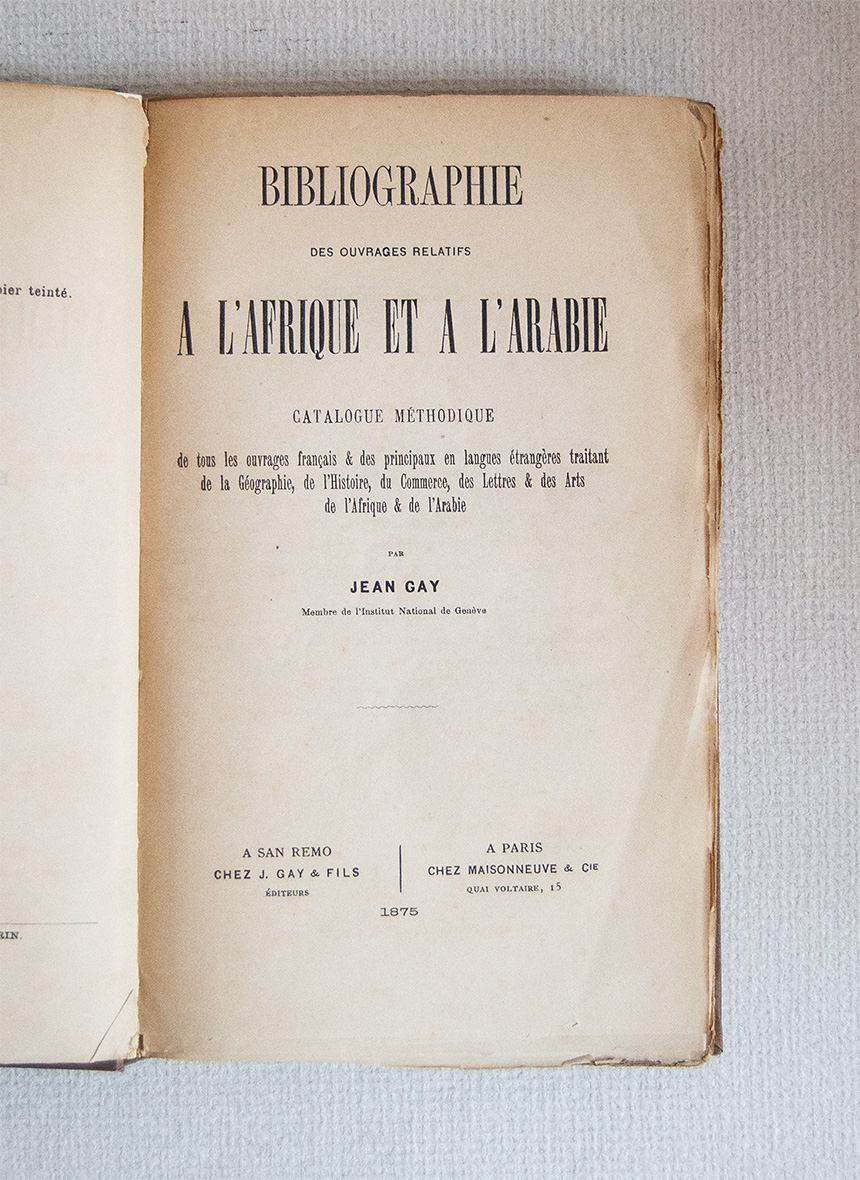 pier teinté.
RIN.
BIBLIOGRAPHIE
DES OUVRAGES RELATIFS
A L'AFRIQUE ET A L'ARABIE
CATALOGUE MÉTHODIQUE
de tous les ouvrages français & des principaux en langues étrangères traitant
de la Géographie, de l'Histoire, du Commerce, des Lettres & des Arts
de l'Afrique & de l'Arabie
PAR
JEAN GAY
Membre de l'Institut National de Genève
A SAN REMO
CHEZ J. GAY & FILS
ÉDITEURS
A PARIS
CHEZ MAISONNEUVE & CIE
QUAI VOLTAIRE, 15
1875